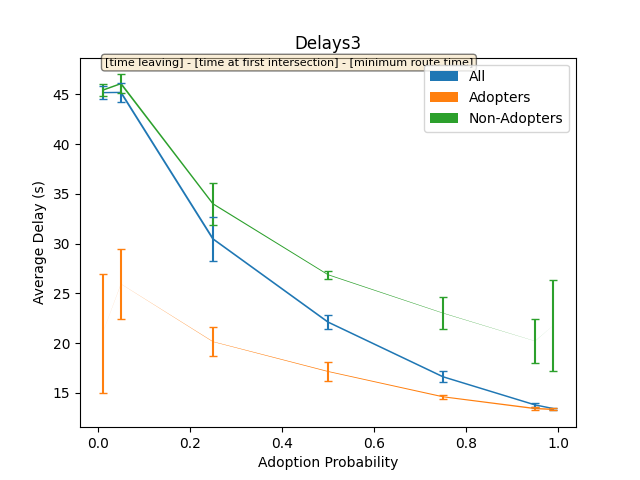 Delays3
[time leaving] - [time at first intersection] - [minimum route time]
All
Adopters
Non-Adopters
Average Delay (s)
45
40
35
30
25
20
15
0.0 0.2 0.4 0.6 0.8 1.0
Adoption Probability